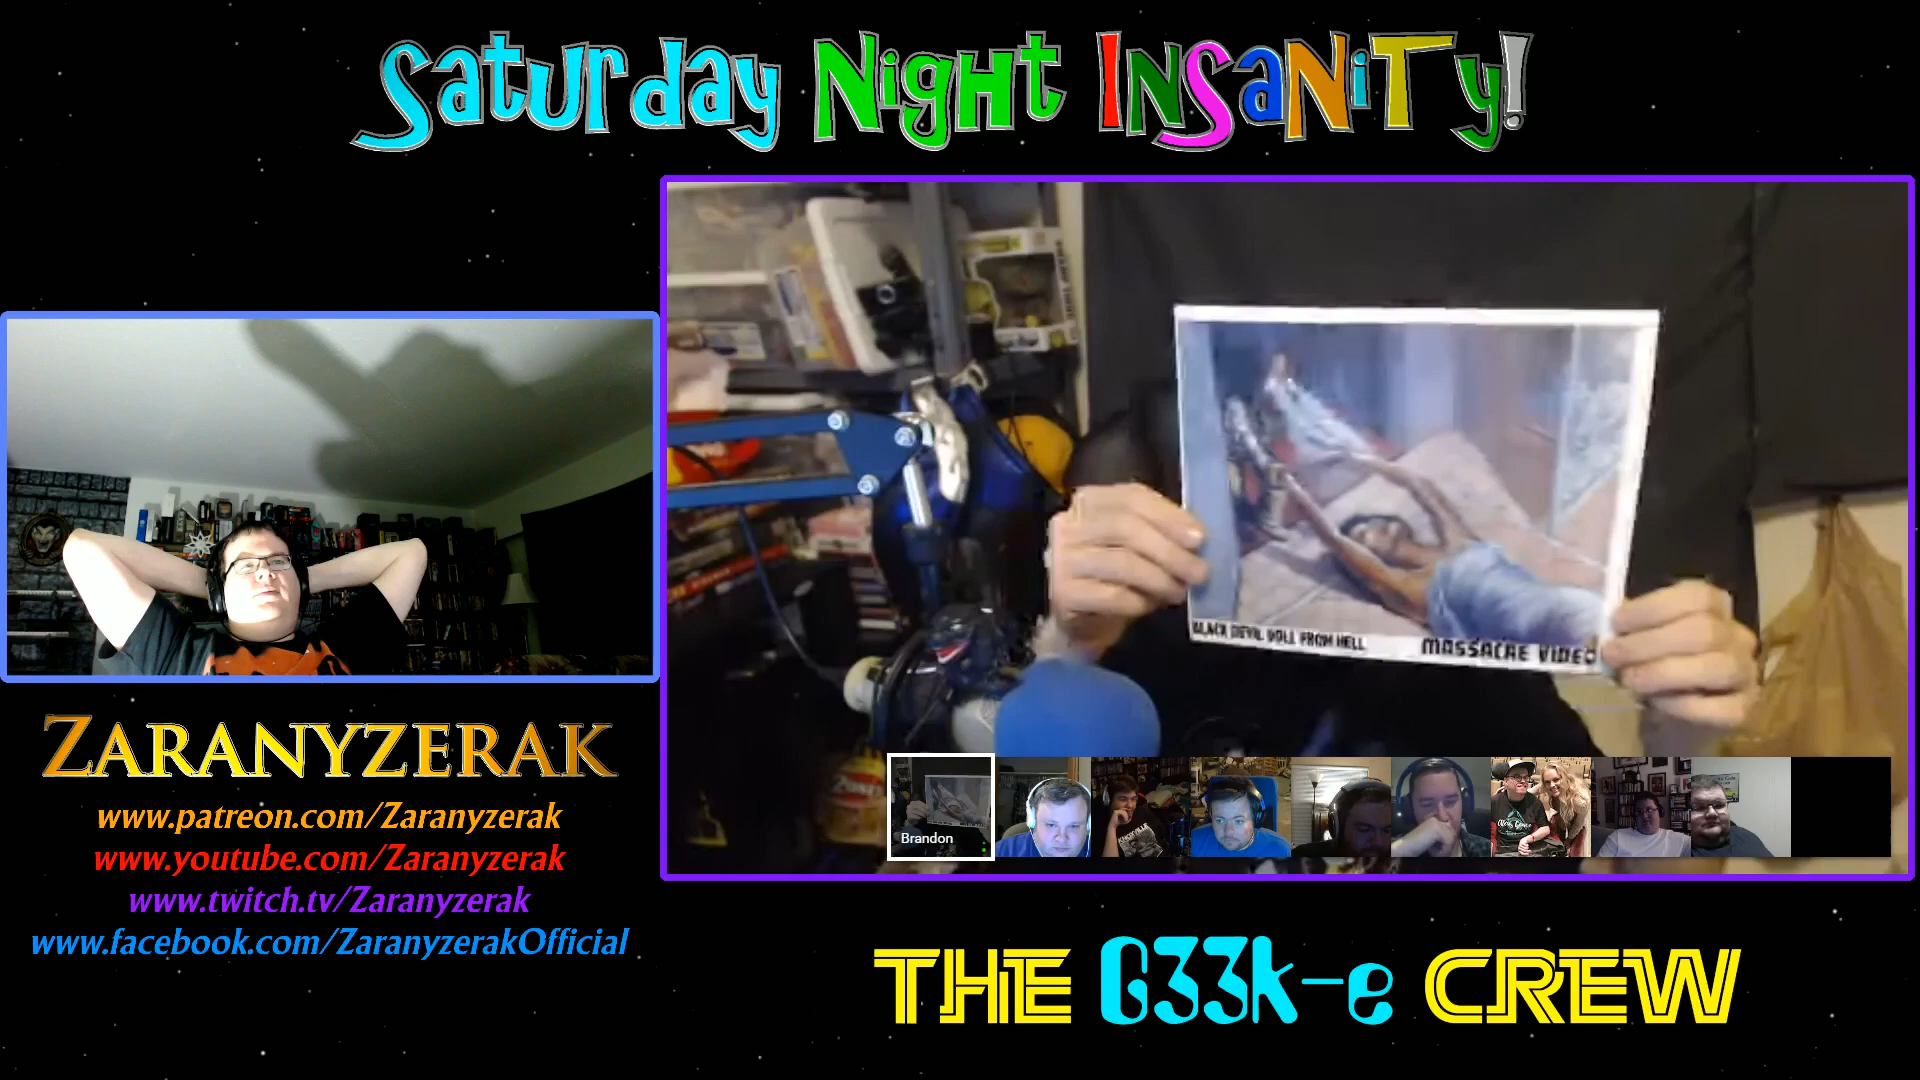 Saturday Night INSaNiTy!
BLACK DEVIL DOLL FROM HELL
MASSACRE VIDEO
Brandon
ZARANYZERAK
www.patreon.com/Zaranyzerak
www.youtube.com/Zaranyzerak
www.twitch.tv/Zaranyzerak
www.facebook.com/ZaranyzerakOfficial
THE G33k-e CREW